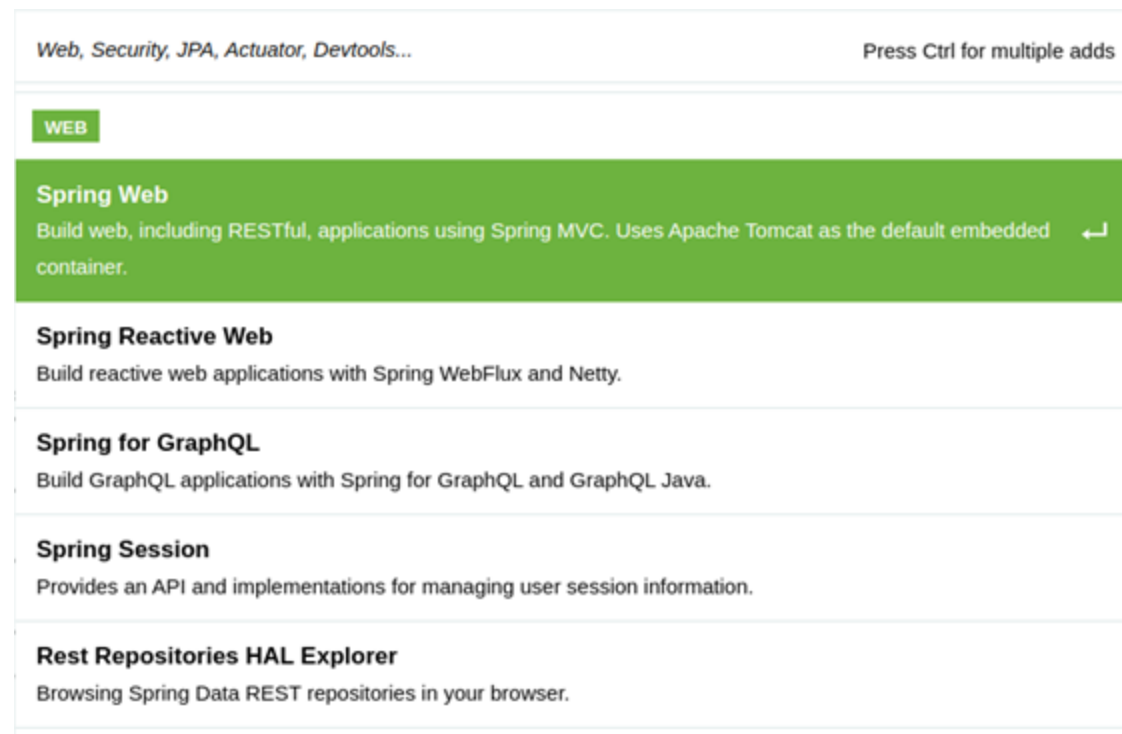 Web, Security, JPA, Actuator, Devtools...
Press Ctrl for multiple adds
WEB
Spring Web
Build web, including RESTful, applications using Spring MVC. Uses Apache Tomcat as the default embedded
container.
Spring Reactive Web
Build reactive web applications with Spring WebFlux and Netty.
Spring for GraphQL
Build GraphQL applications with Spring for GraphQL and GraphQL Java.
Spring Session
Provides an API and implementations for managing user session information.
Rest Repositories HAL Explorer
Browsing Spring Data REST repositories in your browser.